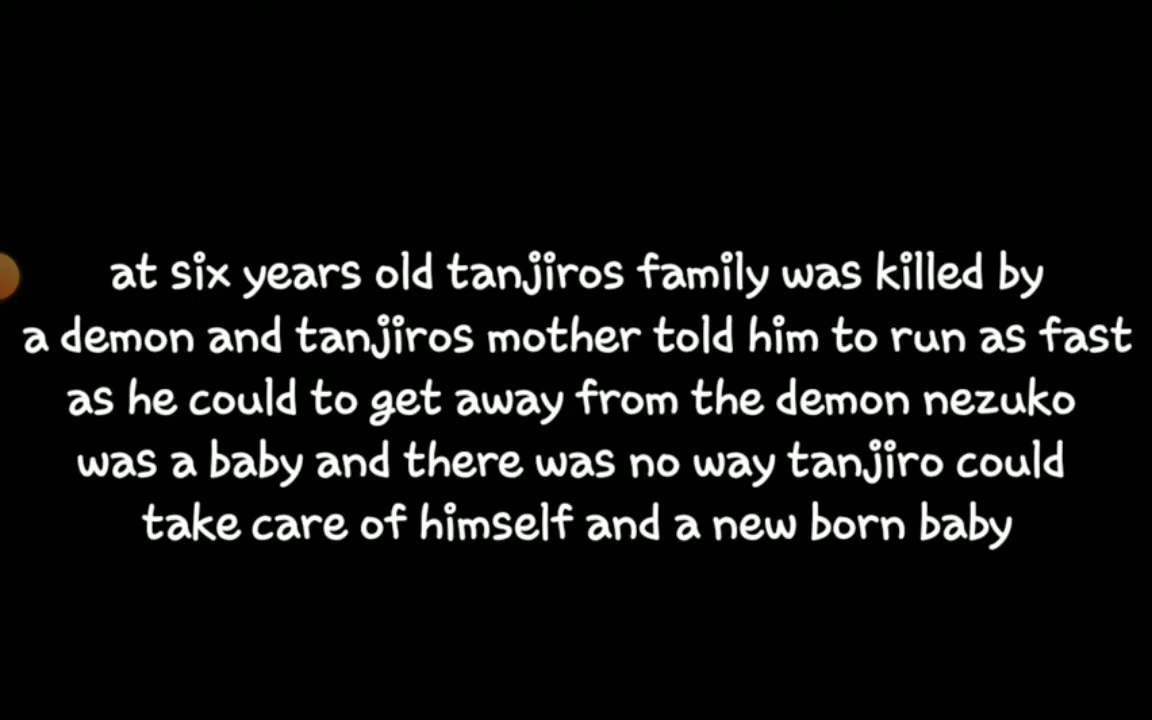 at six years old tanjiros family was killed by
a demon and tanjiros mother told him to run as fast
as he could to get away from the demon nezuko
was a baby and there was no way tanjiro could
take care of himself and a new born baby